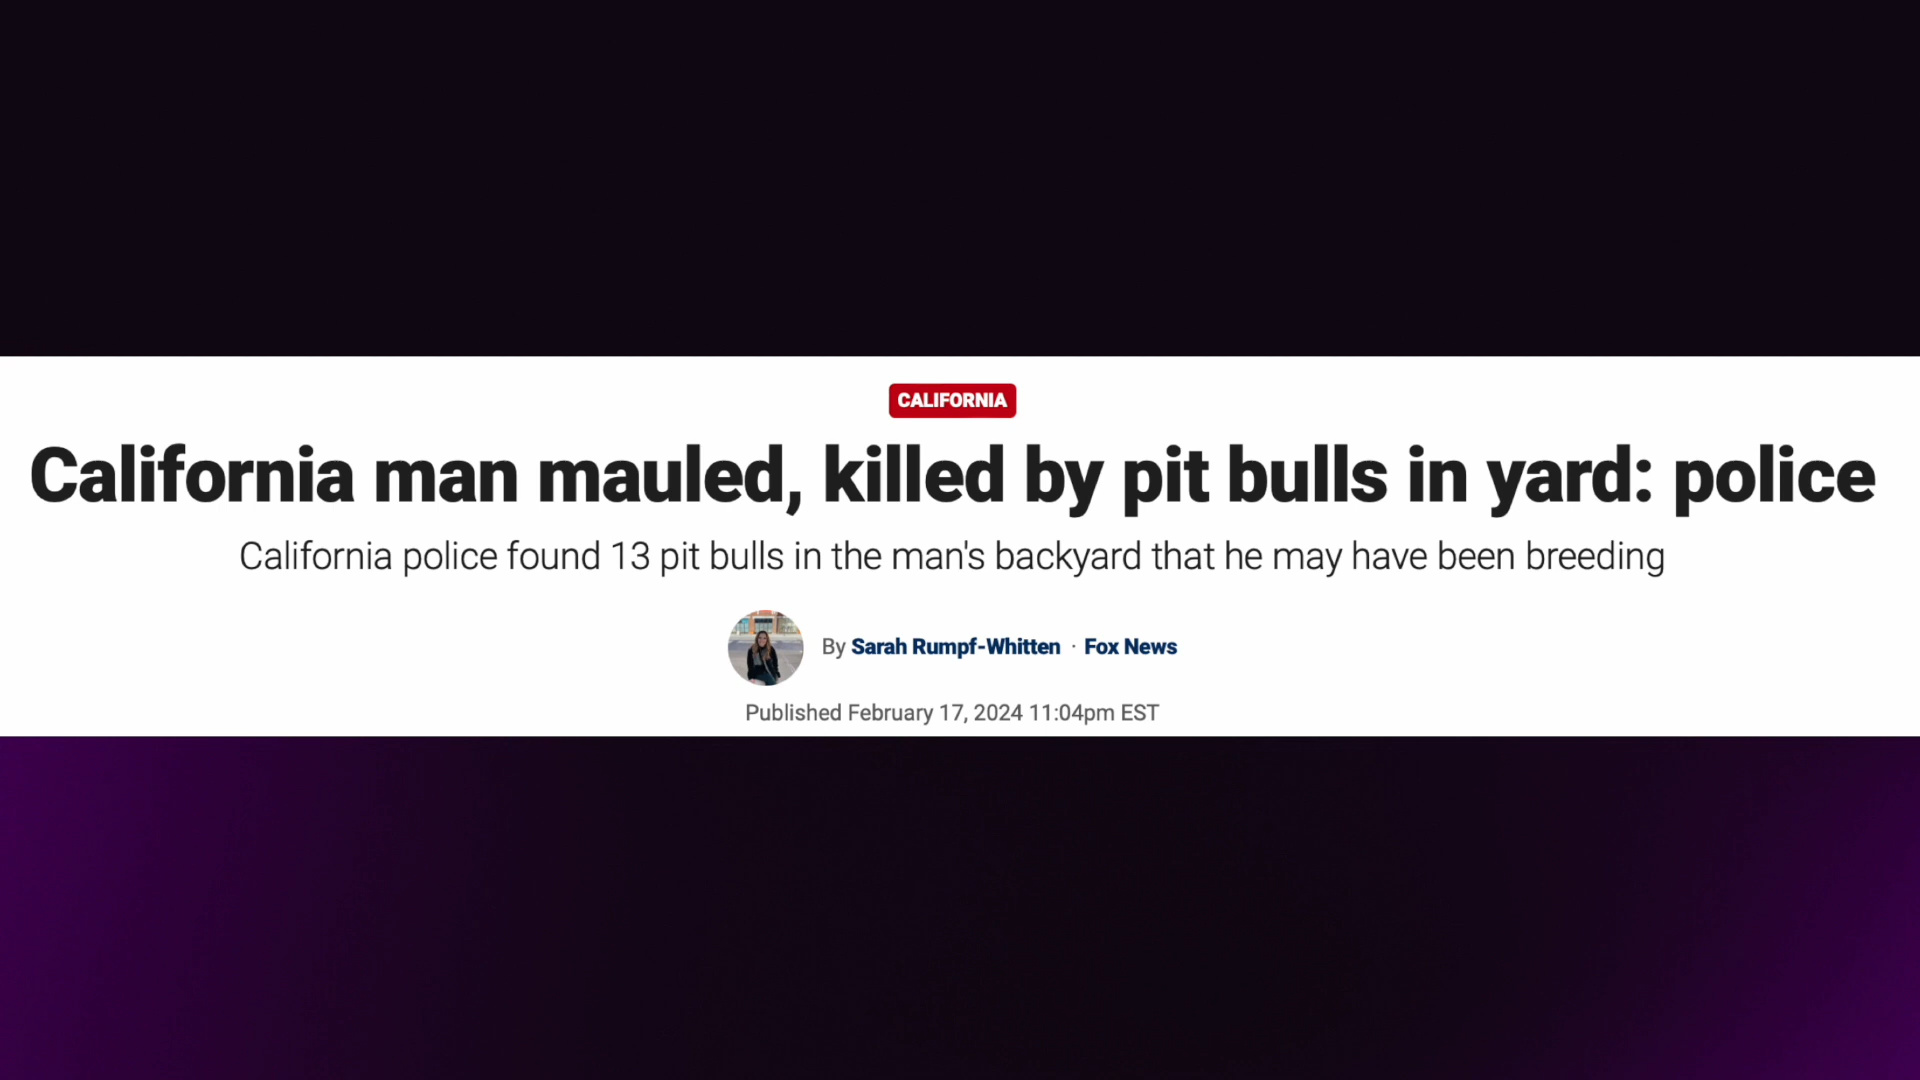 CALIFORNIA
California man mauled, killed by pit bulls in yard: police
California police found 13 pit bulls in the man's backyard that he may have been breeding
By Sarah Rumpf-Whitten · Fox News
Published February 17, 2024 11:04pm EST